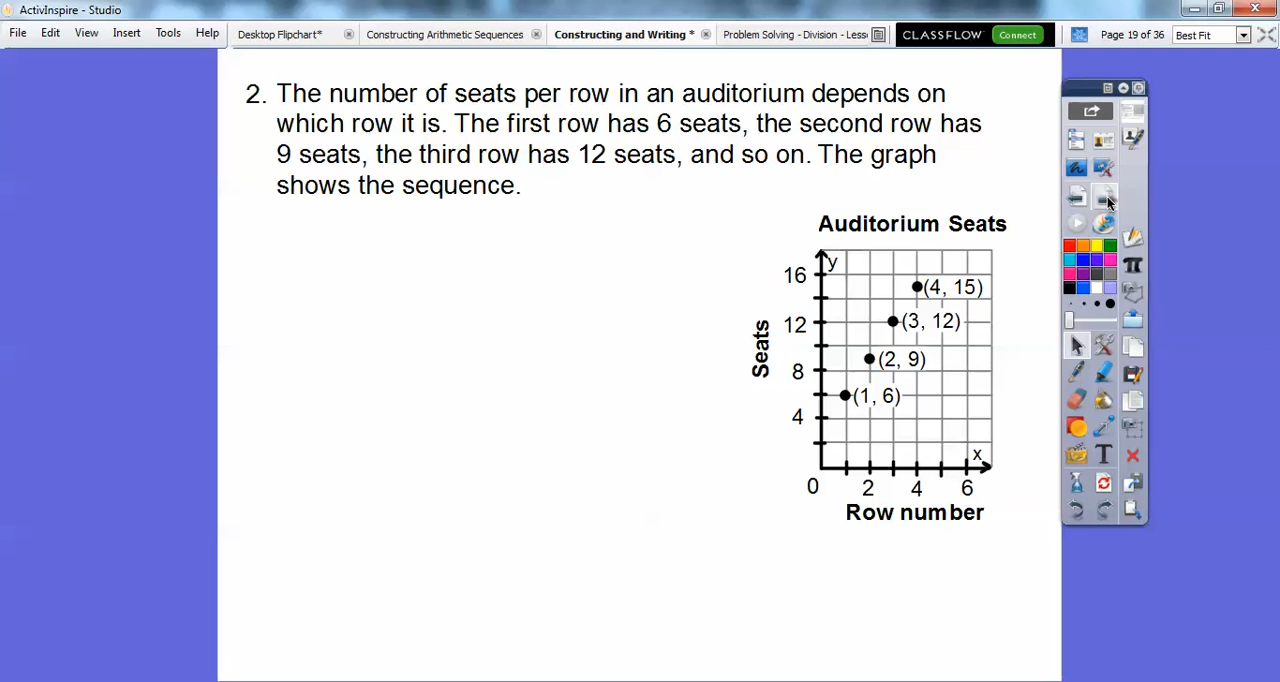 ActivInspire - Studio
File Edit View Insert Tools Help
Desktop Flipchart* Constructing Arithmetic Sequences Constructing and Writing * Problem Solving - Division - Less
CLASSFLOW Connect
Page 19 of 36 Best Fit
2. The number of seats per row in an auditorium depends on
which row it is. The first row has 6 seats, the second row has
9 seats, the third row has 12 seats, and so on. The graph
shows the sequence.
Auditorium Seats
y
16
(4, 15)
12
(3, 12)
Seats
8
(2, 9)
(1, 6)
4
x
0 2 4 6
Row number
T